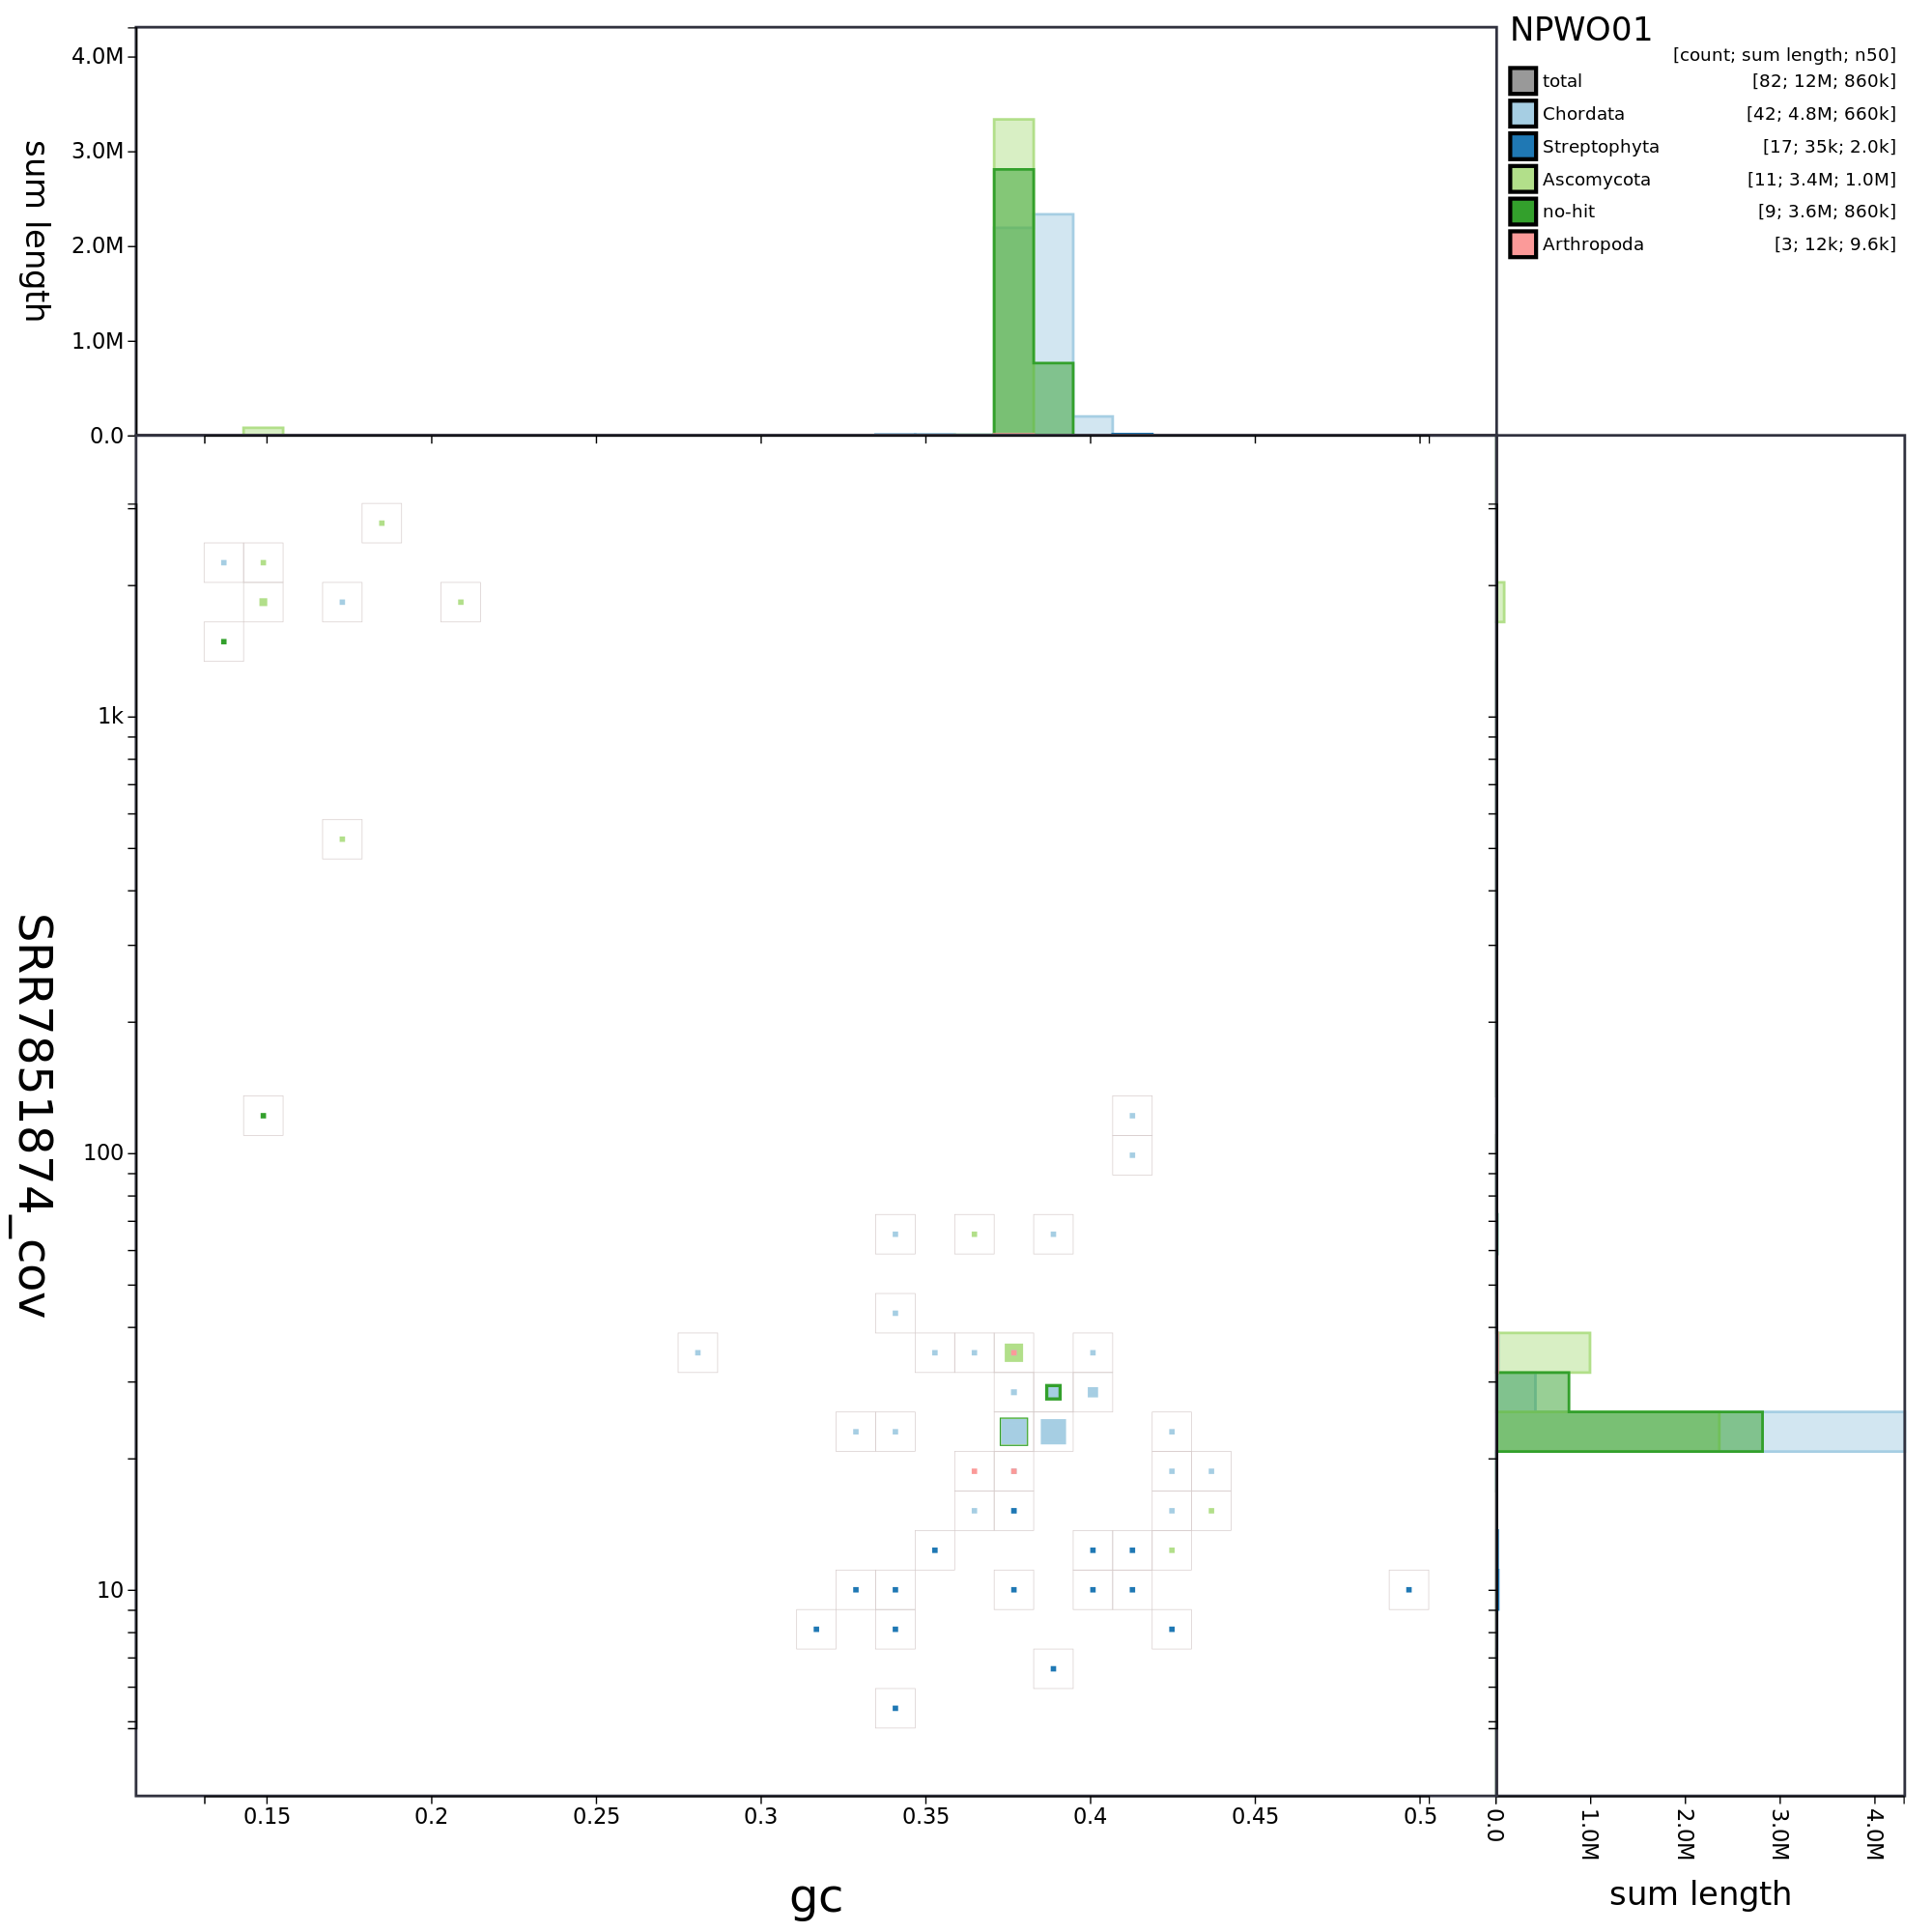 NPWO01
[count; sum length; n50]
total [82; 12M; 860k]
Chordata [42; 4.8M; 660k]
Streptophyta [17; 35k; 2.0k]
Ascomycota [11; 3.4M; 1.0M]
no-hit [9; 3.6M; 860k]
Arthropoda [3; 12k; 9.6k]
sum length
4.0M
3.0M
2.0M
1.0M
0.0
SRR7851874_cov
1k
100
10
0.15 0.2 0.25 0.3 0.35 0.4 0.45 0.5
gc
0.0 1.0M 2.0M 3.0M 4.0M
sum length